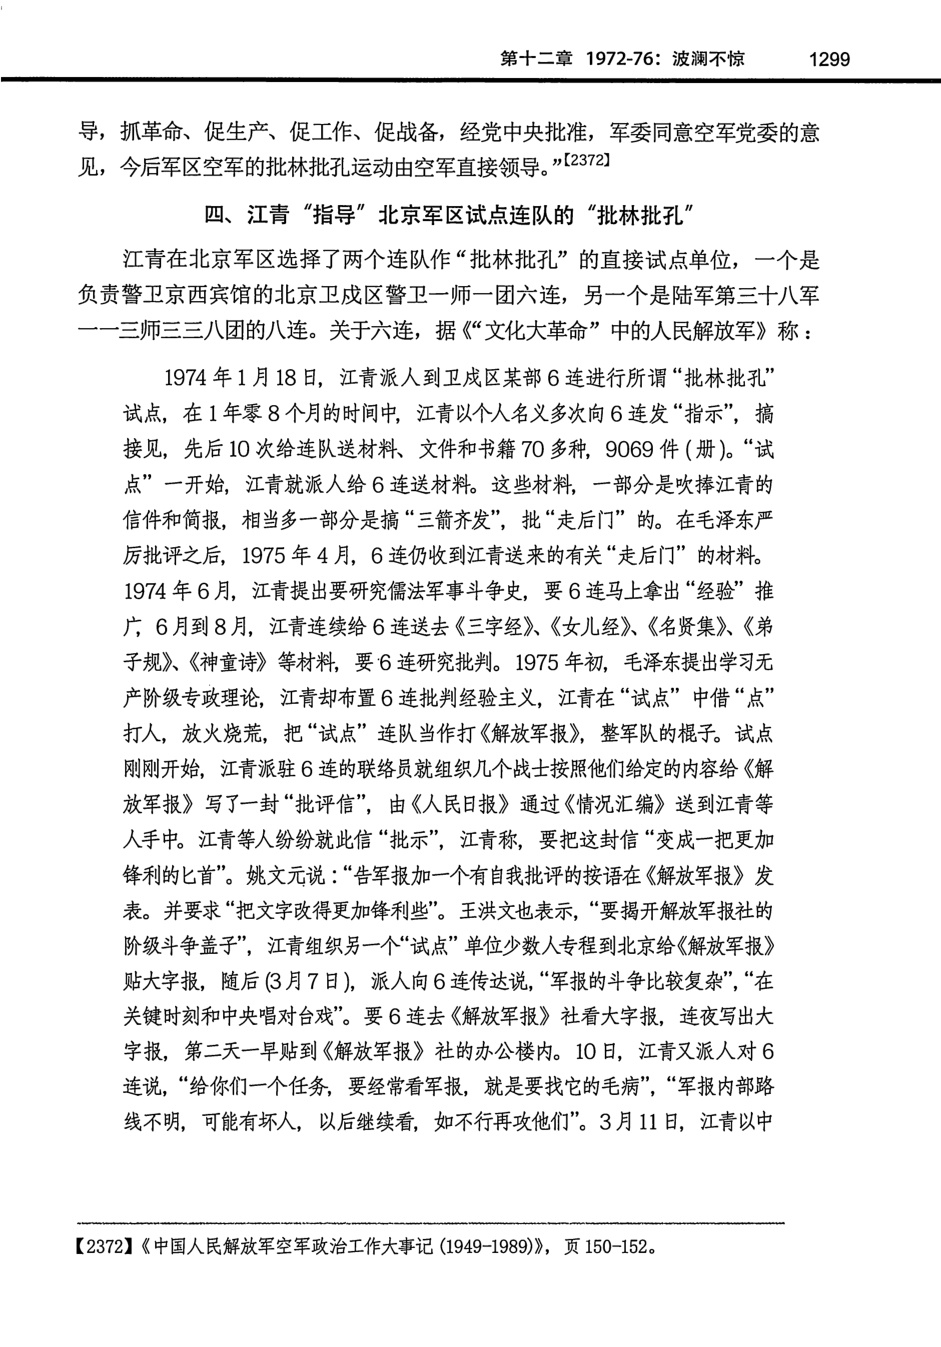 第十二章 1972-76：波澜不惊 1299
导，抓革命、促生产、促工作、促战备，经党中央批准，军委同意空军党委的意
见，今后军区空军的批林批孔运动由空军直接领导。”【2372】
四、江青“指导”北京军区试点连队的“批林批孔”
江青在北京军区选择了两个连队作“批林批孔”的直接试点单位，一个是
负责警卫京西宾馆的北京卫戍区警卫一师一团六连，另一个是陆军第三十八军
一一三师三三八团的八连。关于六连，据《“文化大革命”中的人民解放军》称：
1974 年 1 月 18 日，江青派人到卫戍区某部 6 连进行所谓“批林批孔”
试点，在 1 年零 8 个月的时间中，江青以个人名义多次向 6 连发“指示”，搞
接见，先后 10 次给连队送材料、文件和书籍 70 多种，9069 件（册）。“试
点”一开始，江青就派人给 6 连送材料。这些材料，一部分是吹捧江青的
信件和简报，相当多一部分是搞“三箭齐发”，批“走后门”的。在毛泽东严
厉批评之后，1975 年 4 月，6 连仍收到江青送来的有关“走后门”的材料。
1974 年 6 月，江青提出要研究儒法军事斗争史，要 6 连马上拿出“经验”推
广，6 月到 8 月，江青连续给 6 连送去《三字经》、《女儿经》、《名贤集》、《弟
子规》、《神童诗》等材料，要 6 连研究批判。1975 年初，毛泽东提出学习无
产阶级专政理论，江青却布置 6 连批判经验主义，江青在“试点”中借“点”
打人，放火烧荒，把“试点”连队当作打《解放军报》，整军队的棍子。试点
刚刚开始，江青派驻 6 连的联络员就组织几个战士按照他们给定的内容给《解
放军报》写了一封“批评信”，由《人民日报》通过《情况汇编》送到江青等
人手中。江青等人纷纷就此信“批示”，江青称，要把这封信“变成一把更加
锋利的匕首”。姚文元说：“告军报加一个有自我批评的按语在《解放军报》发
表。并要求“把文字改得更加锋利些”。王洪文也表示，“要揭开解放军报社的
阶级斗争盖子”，江青组织另一个“试点”单位少数人专程到北京给《解放军报》
贴大字报，随后（3 月 7 日），派人向 6 连传达说，“军报的斗争比较复杂”，“在
关键时刻和中央唱对台戏”。要 6 连去《解放军报》社看大字报，连夜写出大
字报，第二天一早贴到《解放军报》社的办公楼内。10 日，江青又派人对 6
连说，“给你们一个任务，要经常看军报，就是要找它的毛病”，“军报内部路
线不明，可能有坏人，以后继续看，如不行再攻他们”。3 月 11 日，江青以中
【2372】《中国人民解放军空军政治工作大事记（1949-1989）》，页 150-152。